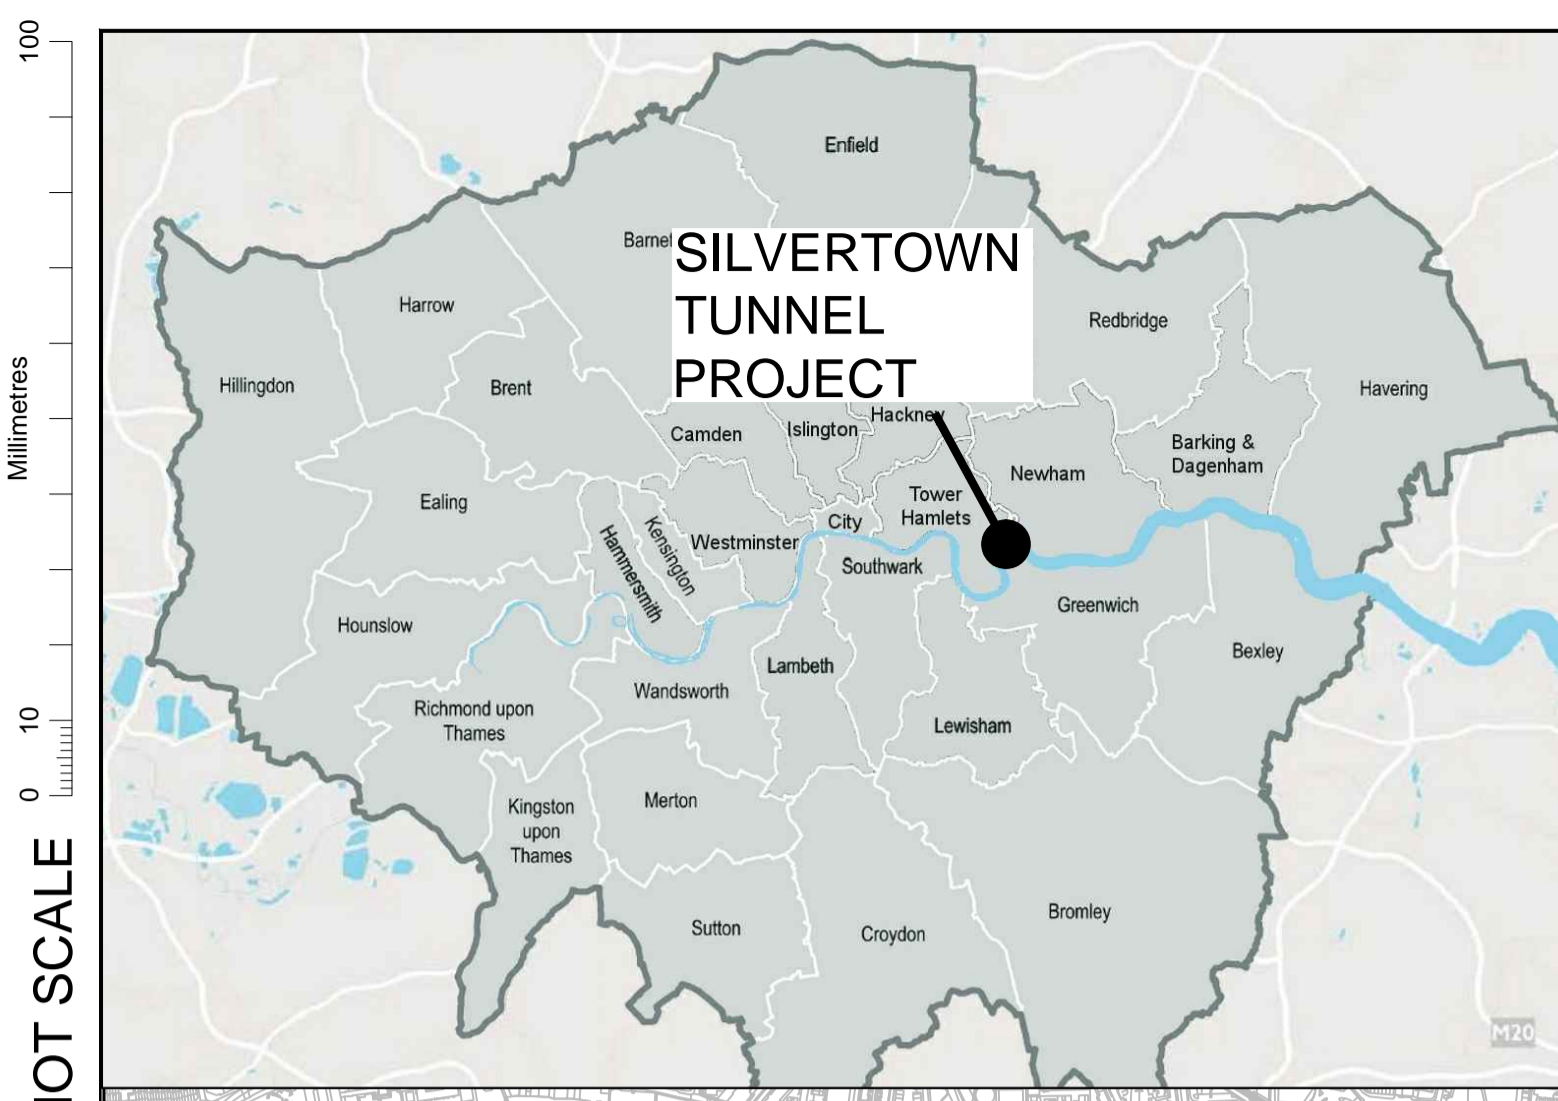 100
Millimetres
10
0
NOT SCALE
Enfield
Barnet
SILVERTOWN
TUNNEL
PROJECT
Harrow
Redbridge
Hillingdon
Brent
Havering
Hackney
Camden
Islington
Barking &
Dagenham
Newham
Ealing
Tower
Hamlets
City
Westminster
Kensington
Hammersmith
Southwark
Greenwich
Hounslow
Bexley
Lambeth
Wandsworth
Richmond upon
Thames
Lewisham
Merton
Kingston
upon
Thames
Bromley
Sutton
Croydon
M20